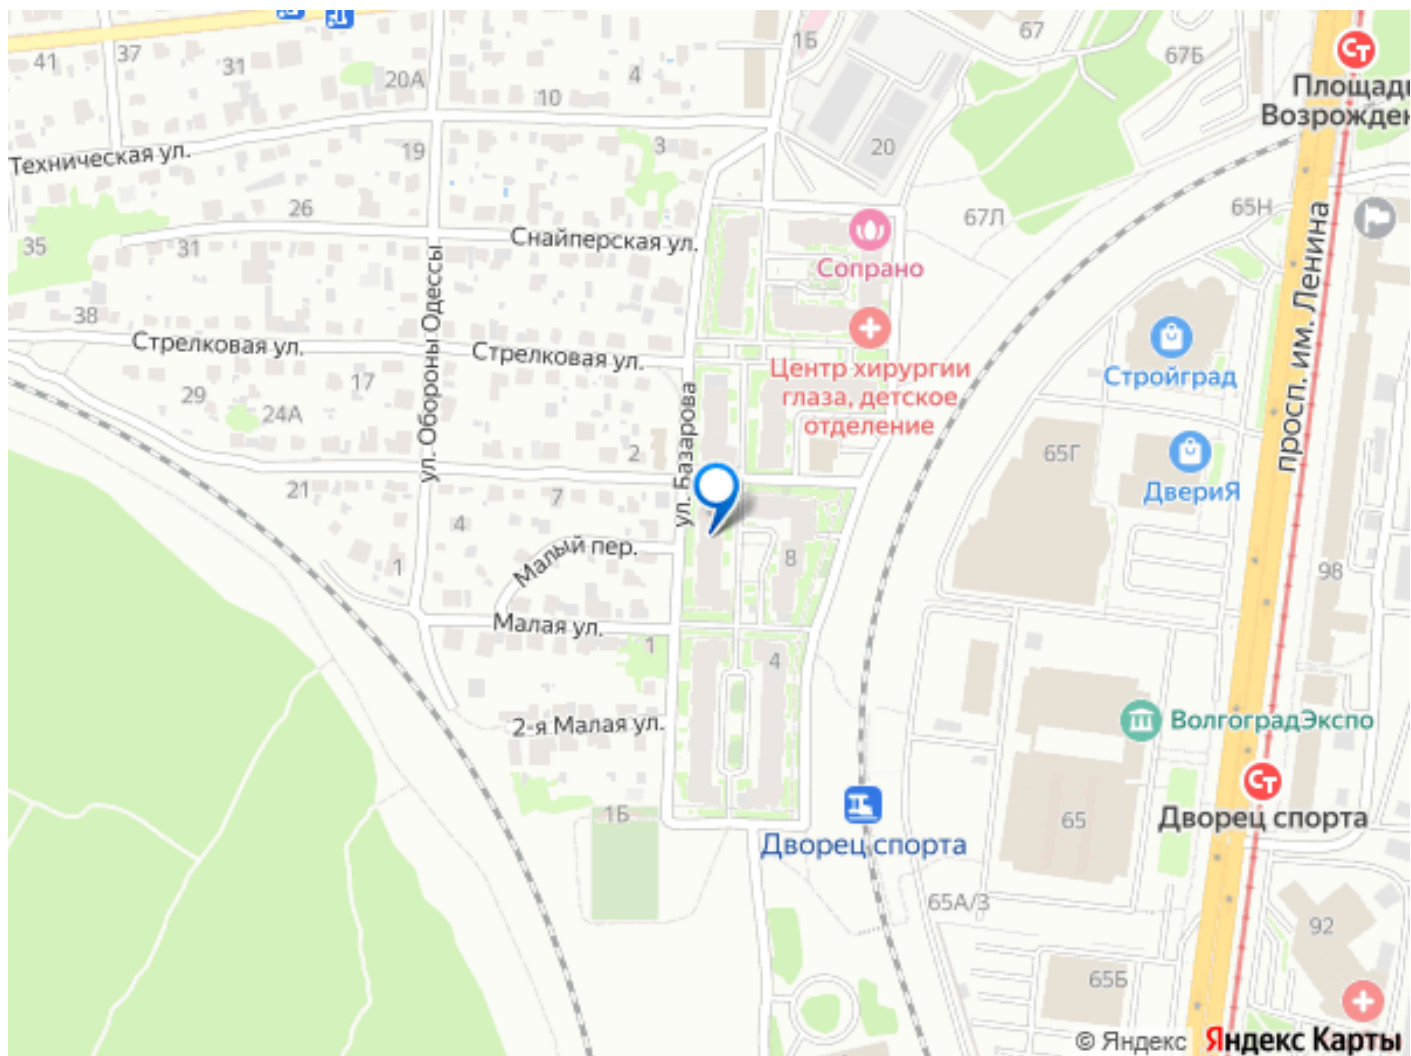 41
37
31
20А
4
10
1Б
67
67Б
Площадь
Возрожден
Техническая ул.
19
3
20
26
35
31
Снайперская ул.
67Л
65Н
Сопрано
38
Стрелковая ул.
Стрелковая ул.
ул. Обороны Одессы
просп. им. Ленина
Центр хирургии
глаза, детское
отделение
Стройград
29
17
24А
ул. Базарова
2
65Г
ДвериЯ
21
7
4
1
Малый пер.
8
98
Малая ул.
1
4
2-я Малая ул.
ВолгоградЭкспо
1Б
65
Дворец спорта
Дворец спорта
65А/3
92
65Б
© Яндекс Яндекс Карты